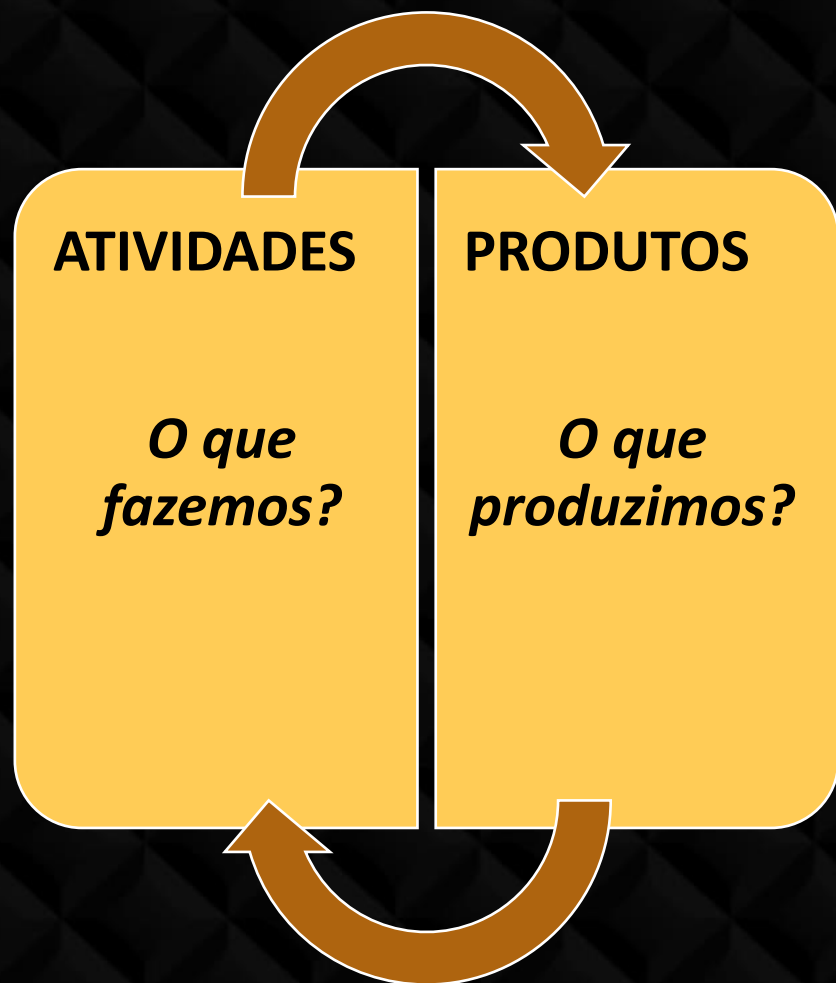 ATIVIDADES
O que
fazemos?
PRODUTOS
O que
produzimos?